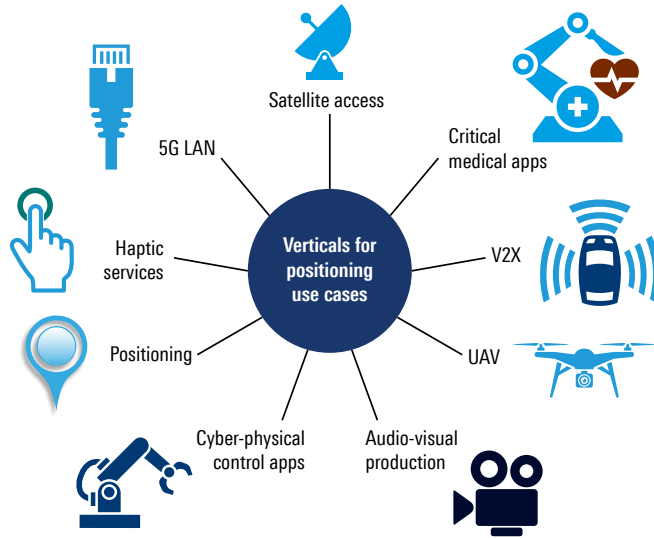 Satellite access
Critical
medical apps
5G LAN
Verticals for
positioning
use cases
Haptic
services
V2X
Positioning
UAV
Cyber-physical
control apps
Audio-visual
production